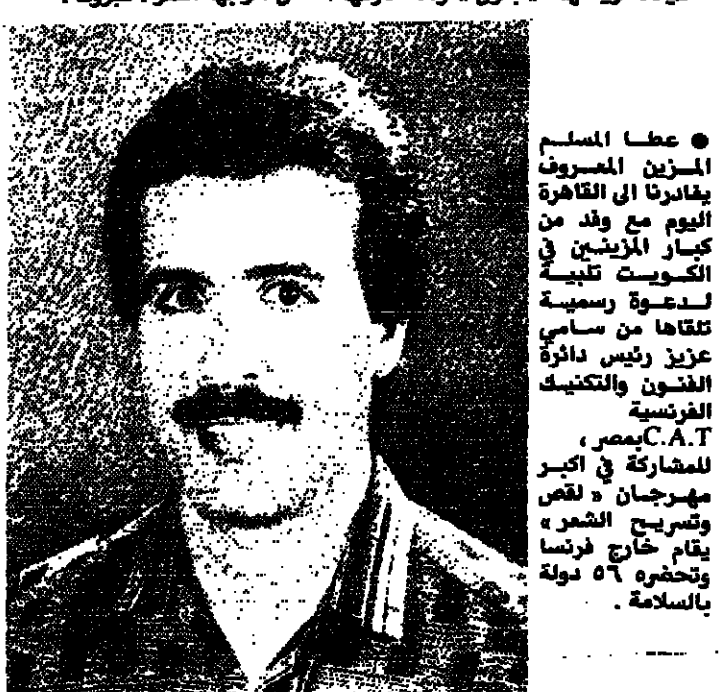 ● عطا المسلم
المزين المعروف
يغادرنا الى القاهرة
اليوم مع وفد من
كبار المزينين في
الكويت تلبية
لدعوة رسمية
تلقاها من سامي
عزيز رئيس دائرة
الفنون والتكنيك
الفرنسية
C.A.T بمصر ،
للمشاركة في اكبر
مهرجان « لقص
وتسريح الشعر »
يقام خارج فرنسا
وتحضره ٥٦ دولة
بالسلامة .